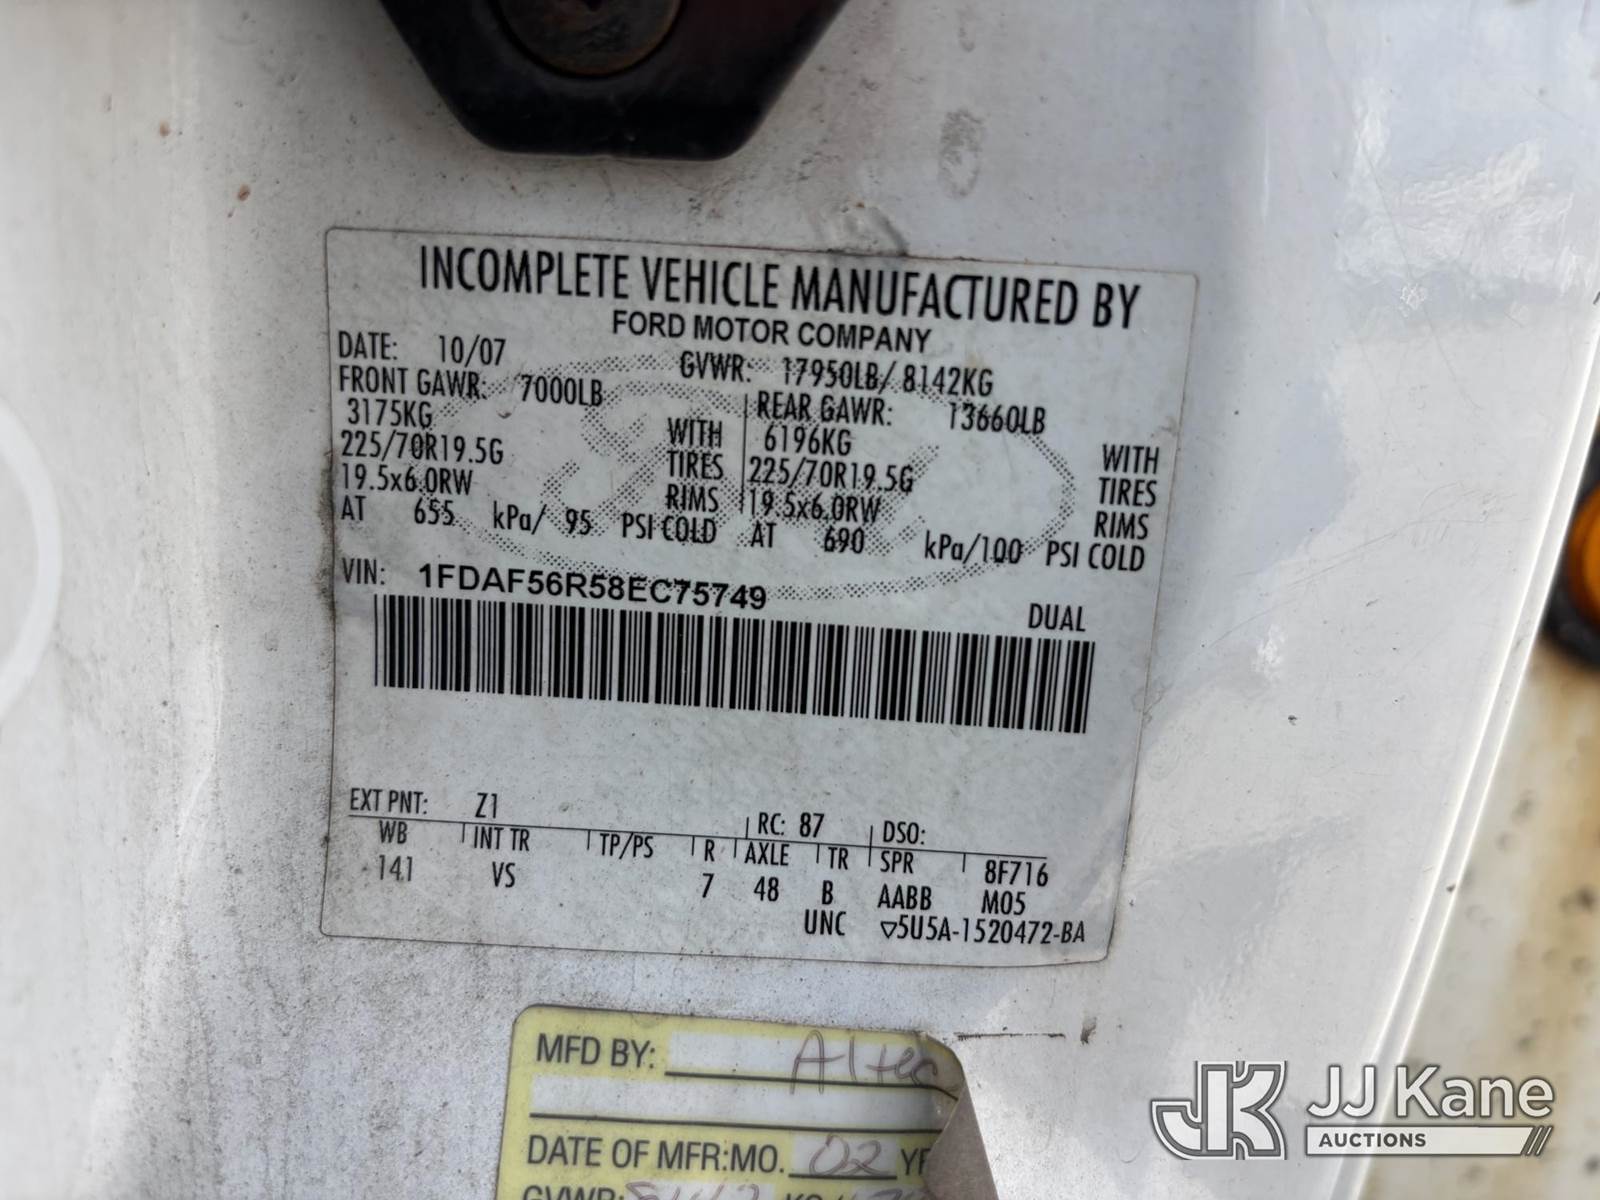 INCOMPLETE VEHICLE MANUFACTURED BY
FORD MOTOR COMPANY
DATE: 10/07 GVWR: 17950LB/ 8142KG
FRONT GAWR: 7000LB REAR GAWR: 13660LB
3175KG WITH 6196KG WITH
225/70R19.5G TIRES 225/70R19.5G TIRES
19.5x6.0RW RIMS 19.5x6.0RW RIMS
AT 655 kPa/ 95 PSI COLD AT 690 kPa/100 PSI COLD
VIN: 1FDAF56R58EC75749 DUAL
EXT PNT: Z1 RC: 87 DSO:
WB INT TR TP/PS R AXLE TR SPR 8F716
141 VS 7 48 B AABB M05
UNC ▽5U5A-1520472-BA
MFD BY: Altec
DATE OF MFR:MO. 02 
GVWR:
JJ Kane
AUCTIONS